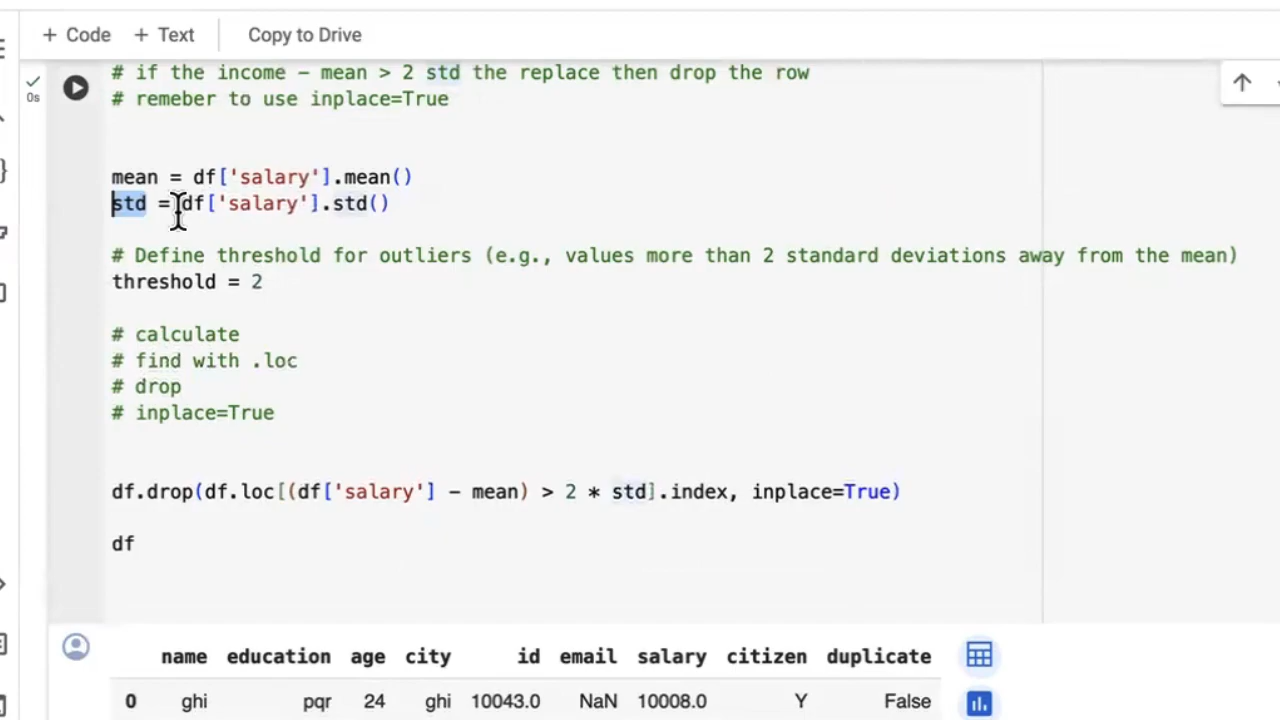 + Code + Text Copy to Drive
0s
# if the income - mean > 2 std the replace then drop the row
# remeber to use inplace=True
mean = df['salary'].mean()
std = df['salary'].std()
# Define threshold for outliers (e.g., values more than 2 standard deviations away from the mean)
threshold = 2
# calculate
# find with .loc
# drop
# inplace=True
df.drop(df.loc[(df['salary'] - mean) > 2 * std].index, inplace=True)
df
name education age city id email salary citizen duplicate
0 ghi pqr 24 ghi 10043.0 NaN 10008.0 Y False